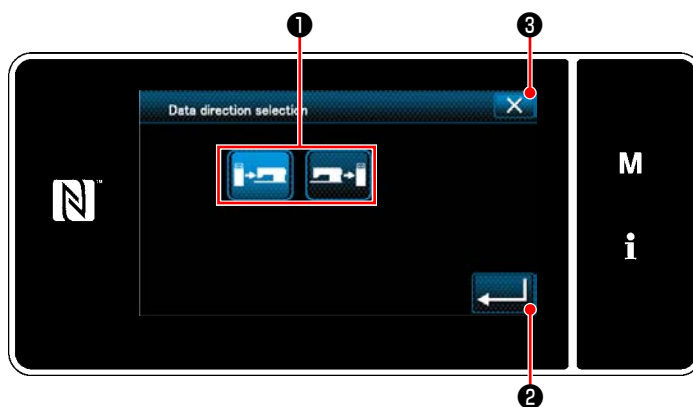 ❶
❸
Data direction selection
M
i
❷